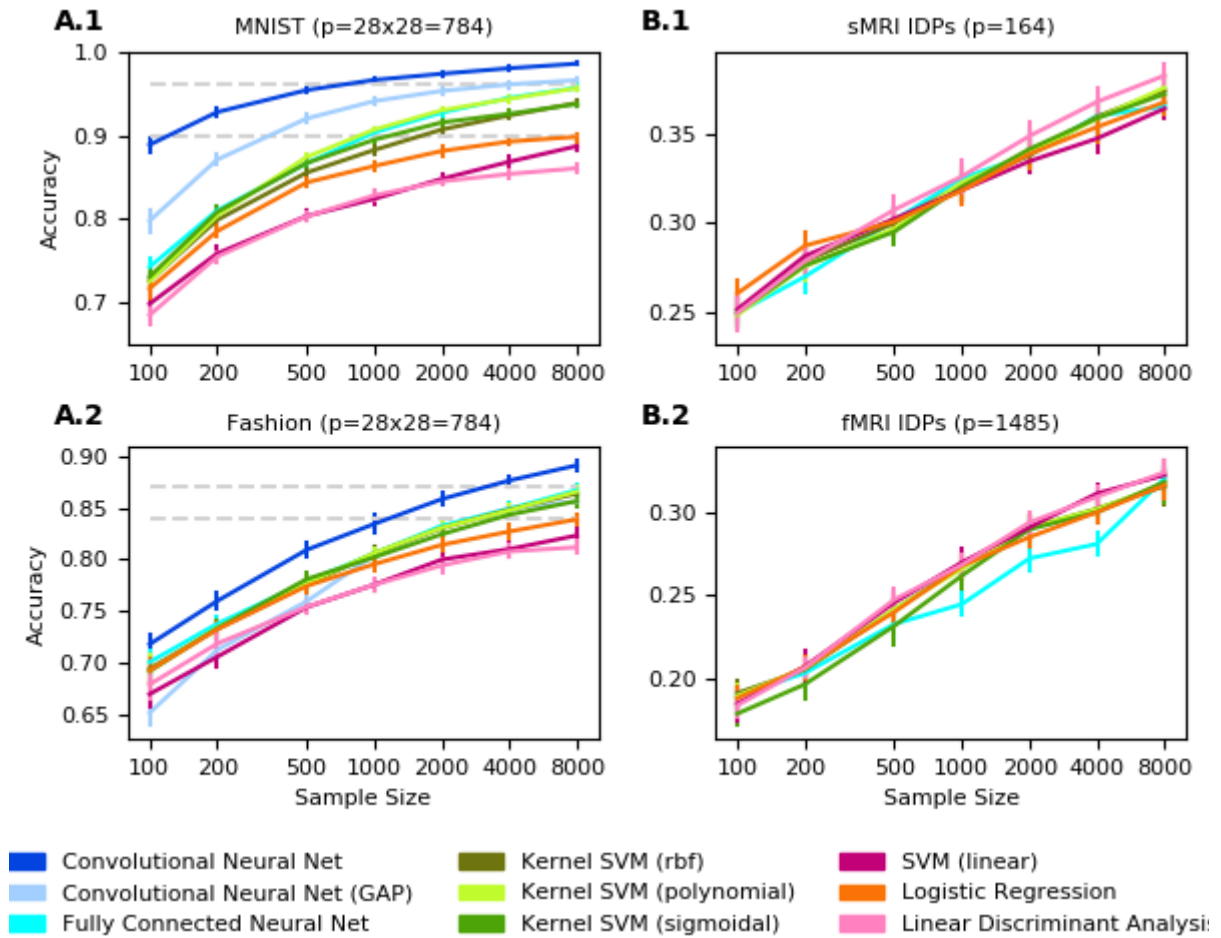 A.1
MNIST (p=28x28=784)
Accuracy
1.0
0.9
0.8
0.7
100 200 500 1000 2000 4000 8000
B.1
sMRI IDPs (p=164)
0.35
0.30
0.25
100 200 500 1000 2000 4000 8000
A.2
Fashion (p=28x28=784)
Accuracy
0.90
0.85
0.80
0.75
0.70
0.65
100 200 500 1000 2000 4000 8000
Sample Size
B.2
fMRI IDPs (p=1485)
0.30
0.25
0.20
100 200 500 1000 2000 4000 8000
Sample Size
Convolutional Neural Net
Convolutional Neural Net (GAP)
Fully Connected Neural Net
Kernel SVM (rbf)
Kernel SVM (polynomial)
Kernel SVM (sigmoidal)
SVM (linear)
Logistic Regression
Linear Discriminant Analysis